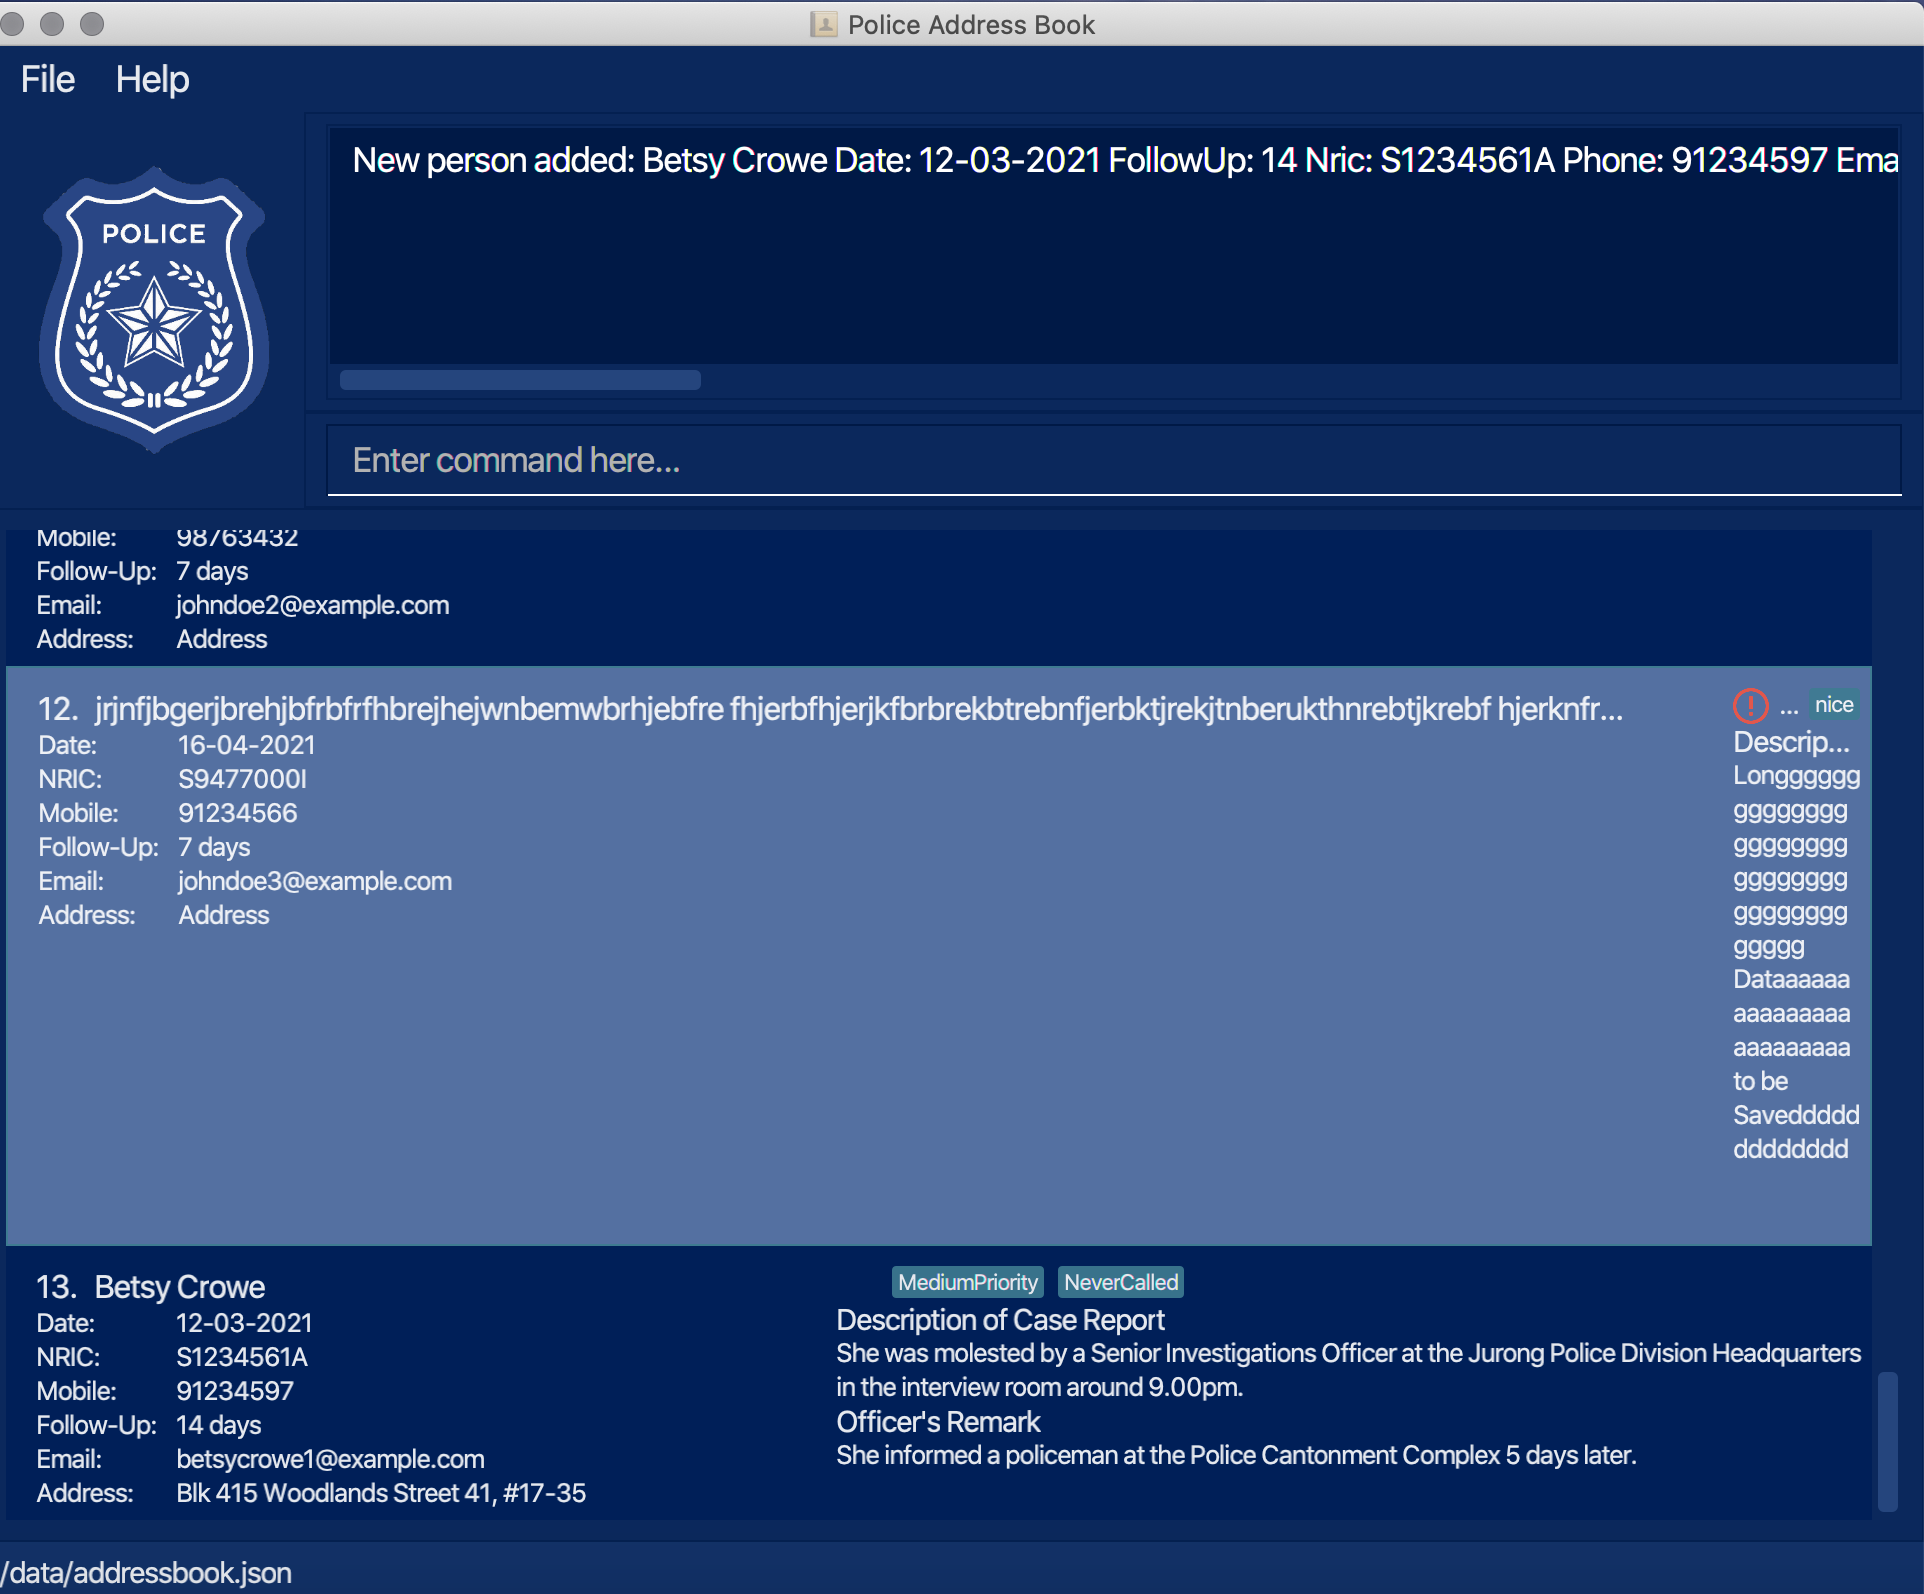 Police Address Book
File Help
POLICE
New person added: Betsy Crowe Date: 12-03-2021 FollowUp: 14 Nric: S1234561A Phone: 91234597 Ema
Enter command here...
Mobile: 98763432
Follow-Up: 7 days
Email: johndoe2@example.com
Address: Address
12. jrjnfjbgerjbrehjbfrbfrfhbrejhejwnbemwbrhjebfre fhjerbfhjerjkfbrbrekbtrebnfjerbktjrekjtnberukthnrebtjkrebf hjerknfr...
Date: 16-04-2021
NRIC: S9477000I
Mobile: 91234566
Follow-Up: 7 days
Email: johndoe3@example.com
Address: Address
... nice
Descrip...
Longggggg
ggggggggg
ggggggggg
ggggggggg
ggggggggg
ggggg
Dataaaaaa
aaaaaaaaa
aaaaaaaaa
to be
Saveddddd
ddddddddd
13. Betsy Crowe
Date: 12-03-2021
NRIC: S1234561A
Mobile: 91234597
Follow-Up: 14 days
Email: betsycrowe1@example.com
Address: Blk 415 Woodlands Street 41, #17-35
MediumPriority NeverCalled
Description of Case Report
She was molested by a Senior Investigations Officer at the Jurong Police Division Headquarters
in the interview room around 9.00pm.
Officer's Remark
She informed a policeman at the Police Cantonment Complex 5 days later.
/data/addressbook.json